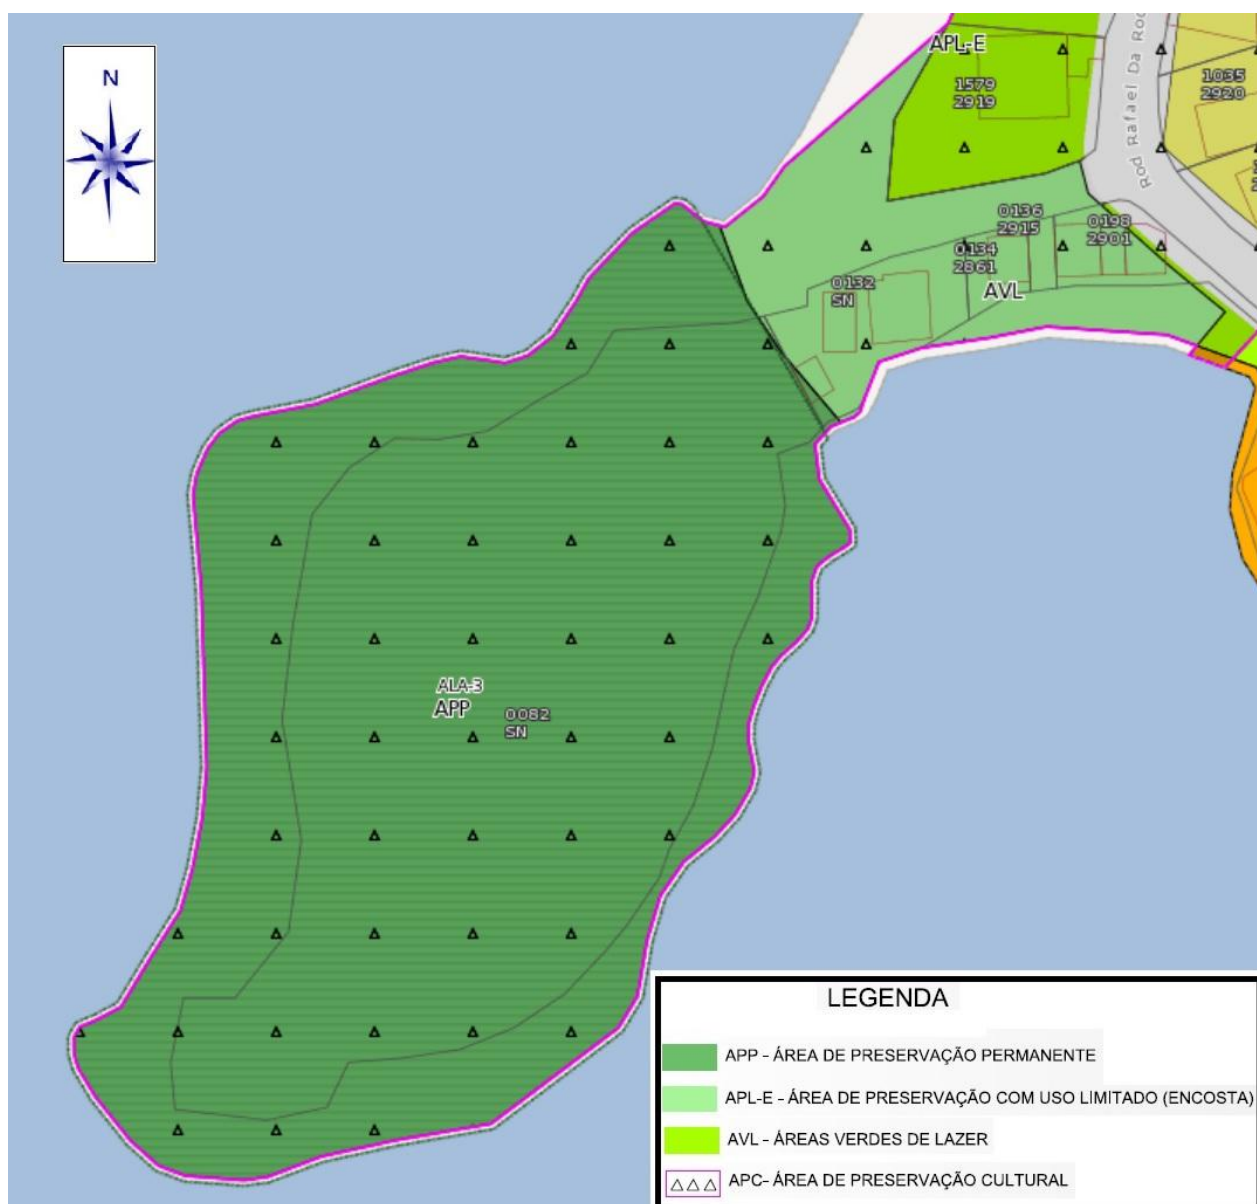 N
APL-E
1579
2919
1035
2920
Rod Rafael Da
0136
2915
0198
2901
0134
2861
0132
SN
AVL
ALA-3
APP
0082
SN
LEGENDA
APP - ÁREA DE PRESERVAÇÃO PERMANENTE
APL-E - ÁREA DE PRESERVAÇÃO COM USO LIMITADO (ENCOSTA)
AVL - ÁREAS VERDES DE LAZER
APC- ÁREA DE PRESERVAÇÃO CULTURAL